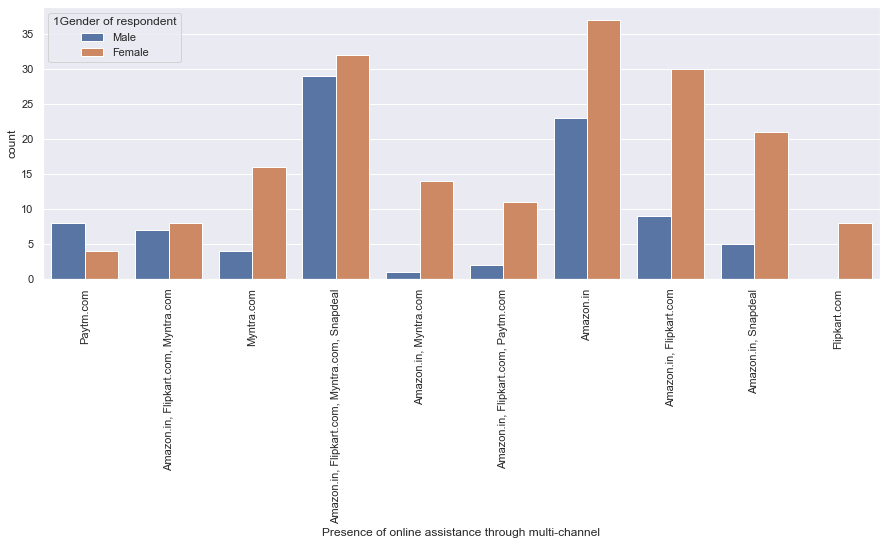 1Gender of respondent
Male
Female
35
30
25
20
15
10
5
0
count
Paytm.com
Amazon.in, Flipkart.com, Myntra.com
Myntra.com
Amazon.in, Flipkart.com, Myntra.com, Snapdeal
Amazon.in, Myntra.com
Amazon.in, Flipkart.com, Paytm.com
Amazon.in
Amazon.in, Flipkart.com
Amazon.in, Snapdeal
Flipkart.com
Presence of online assistance through multi-channel